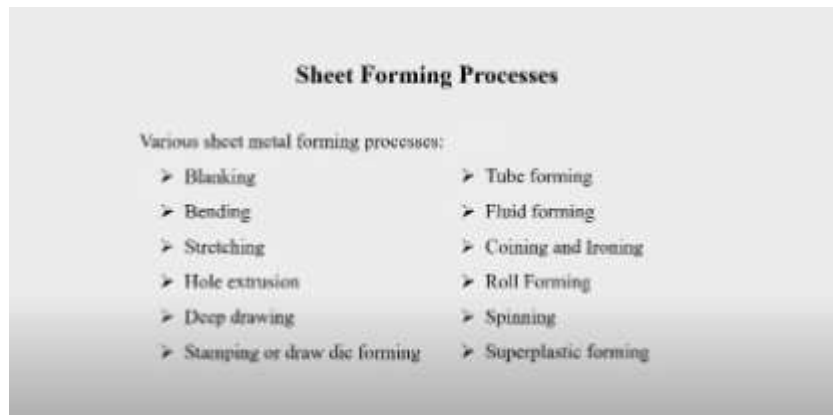 Sheet Forming Processes
Various sheet metal forming processes:
➢ Blanking
➢ Bending
➢ Stretching
➢ Hole extrusion
➢ Deep drawing
➢ Stamping or draw die forming
➢ Tube forming
➢ Fluid forming
➢ Coining and Ironing
➢ Roll Forming
➢ Spinning
➢ Superplastic forming